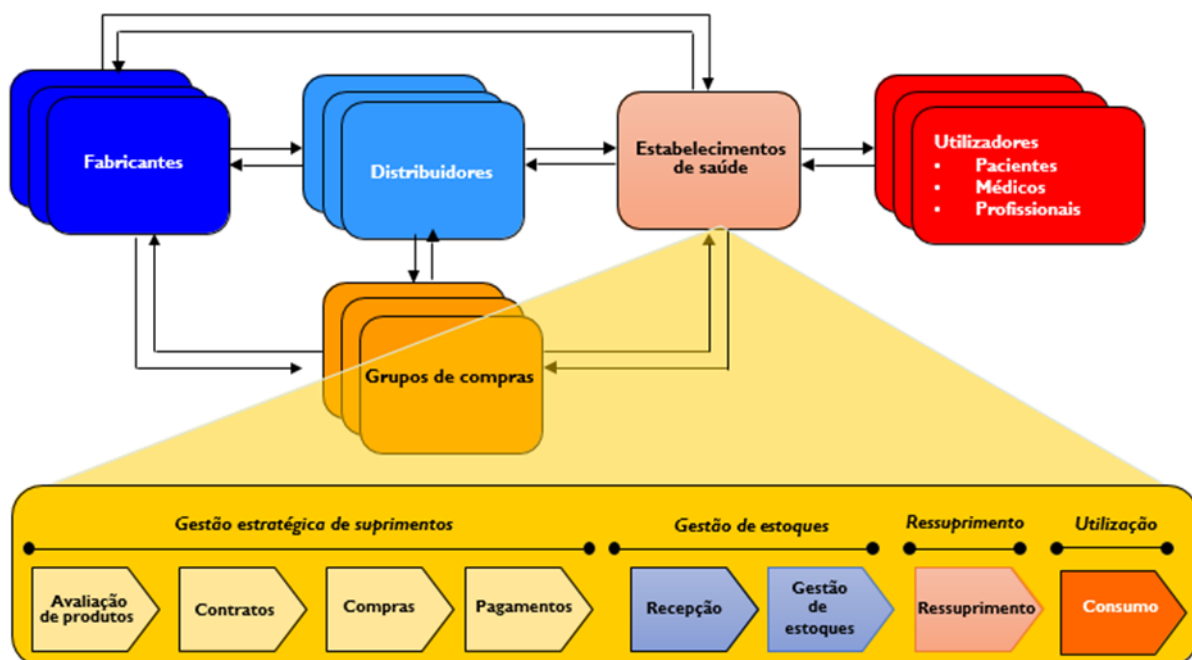 Fabricantes
Distribuidores
Estabelecimentos
de saúde
Utilizadores
▪ Pacientes
▪ Médicos
▪ Profissionais
Grupos de compras
Gestão estratégica de suprimentos
Gestão de estoques
Ressuprimento
Utilização
Avaliação
de produtos
Contratos
Compras
Pagamentos
Recepção
Gestão
de
estoques
Ressuprimento
Consumo